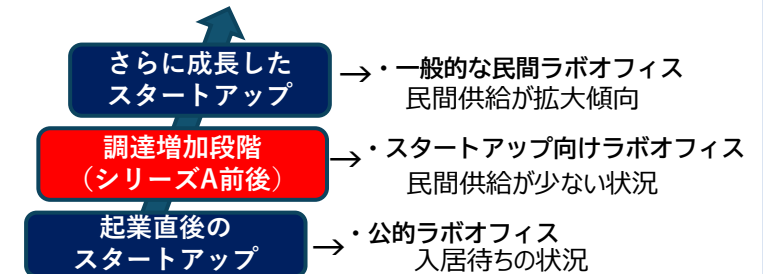 さらに成長した
スタートアップ
→・一般的な民間ラボオフィス
民間供給が拡大傾向
調達増加段階
（シリーズA前後）
→・スタートアップ向けラボオフィス
民間供給が少ない状況
起業直後の
スタートアップ
→・公的ラボオフィス
入居待ちの状況